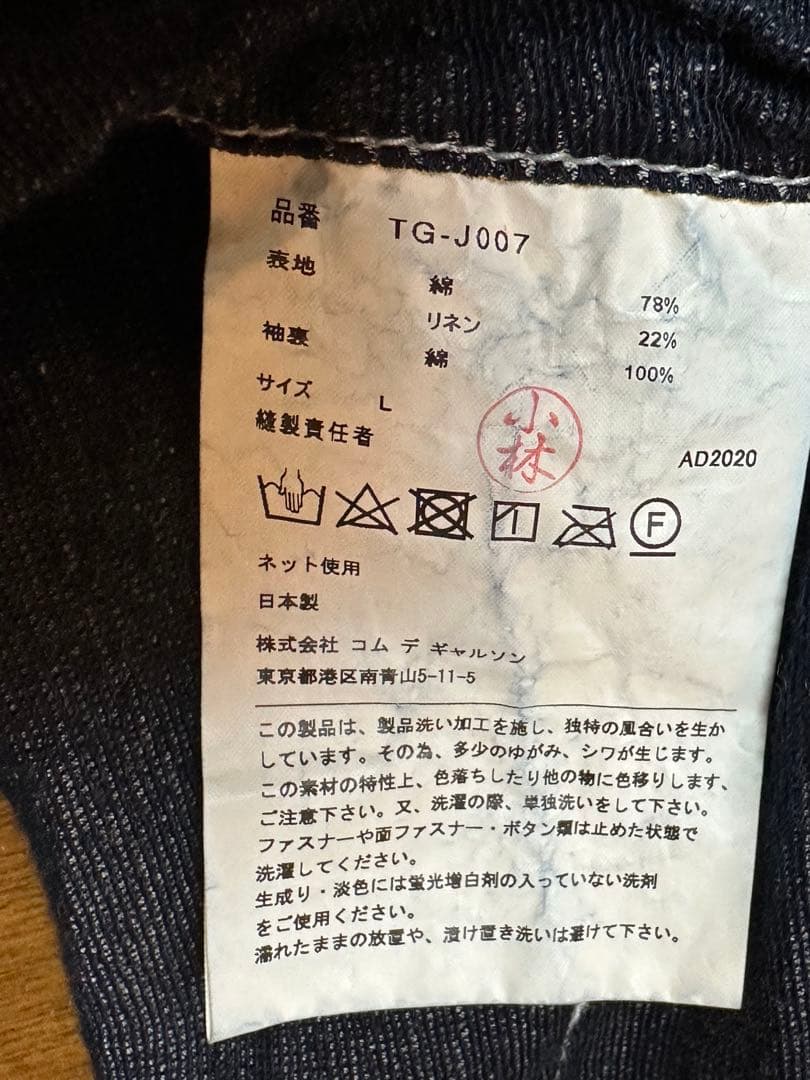 品番 TG-J007
表地 綿 78%
リネン 22%
袖裏 綿 100%
サイズ L
縫製責任者 小林 AD2020
F
ネット使用
日本製
株式会社 コム デ ギャルソン
東京都港区南青山5-11-5
この製品は、製品洗い加工を施し、独特の風合いを生か
しています。その為、多少のゆがみ、シワが生じます。
この素材の特性上、色落ちしたり他の物に色移りします、
ご注意下さい。又、洗濯の際、単独洗いをして下さい。
ファスナーや面ファスナー・ボタン類は止めた状態で
洗濯してください。
生成り・淡色には蛍光増白剤の入っていない洗剤
をご使用ください。
濡れたままの放置や、漬け置き洗いは避けて下さい。